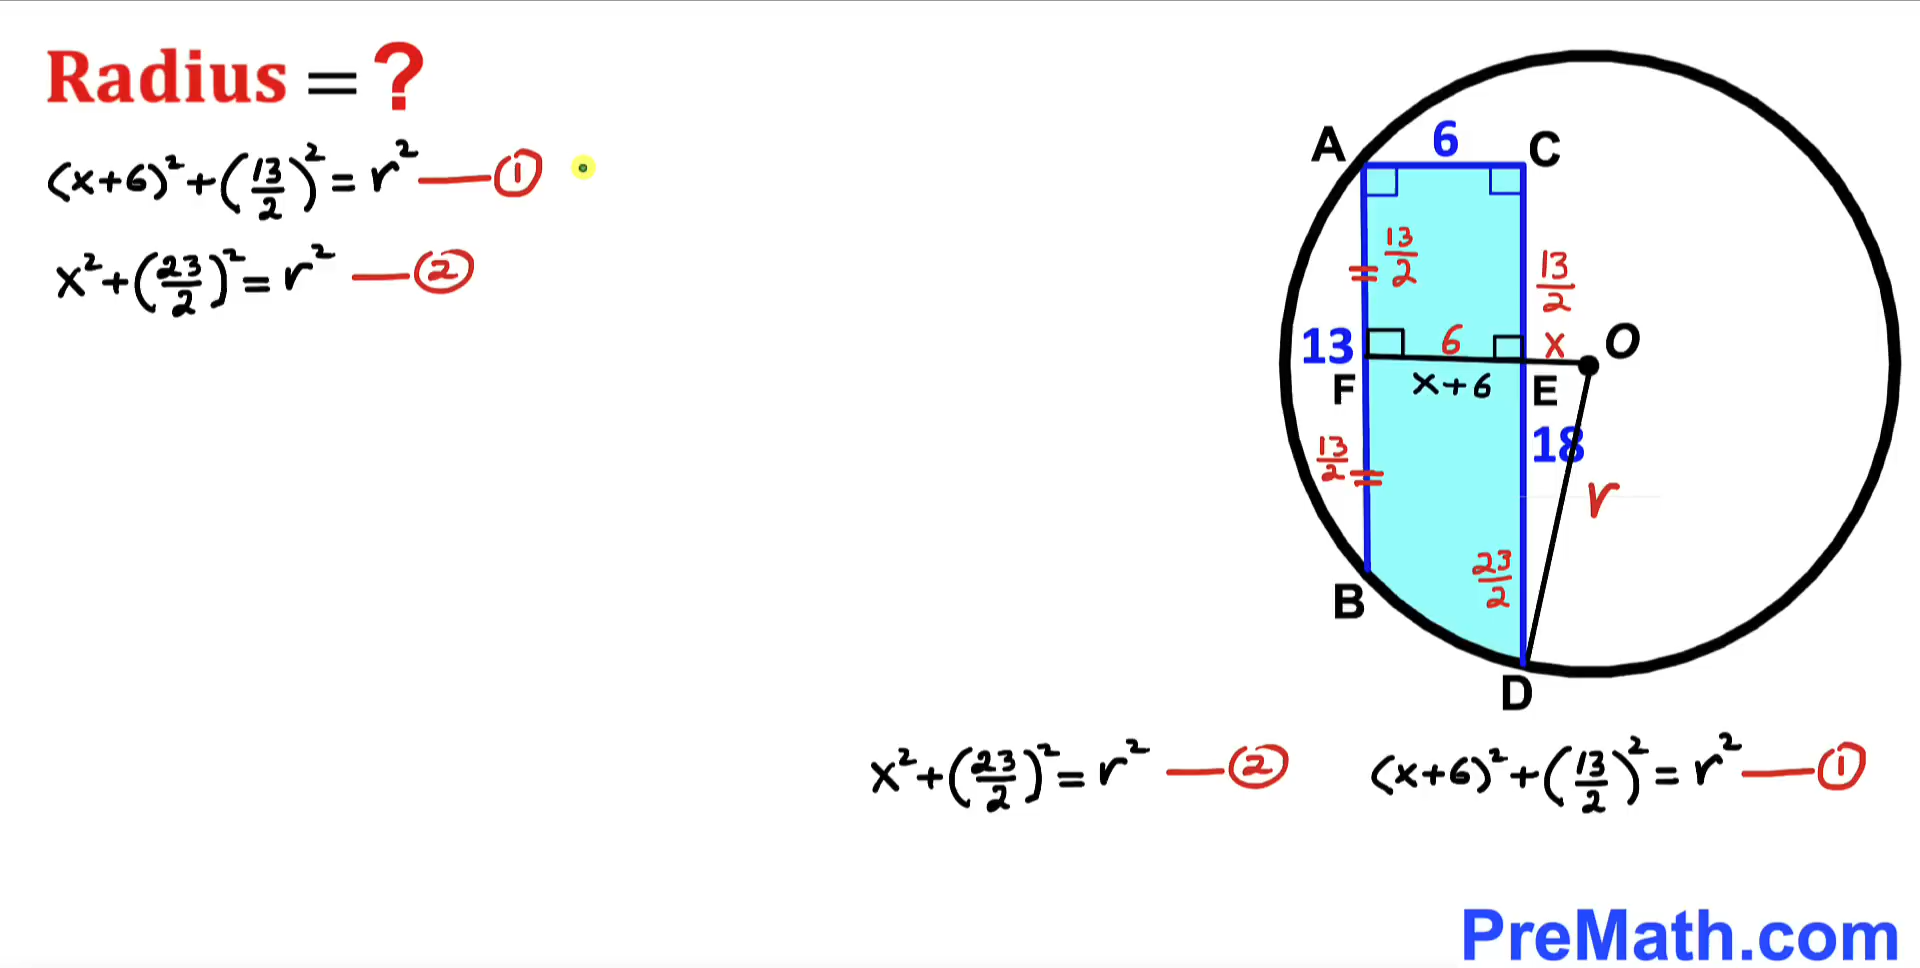 Radius = ?
(x+6)² + (13/2)² = r² — ①
x² + (23/2)² = r² — ②
A 6 C
13/2
13/2
13 6 x O
F x+6 E
18
13/2
r
23/2
B
D
x² + (23/2)² = r² — ②
(x+6)² + (13/2)² = r² — ①
PreMath.com